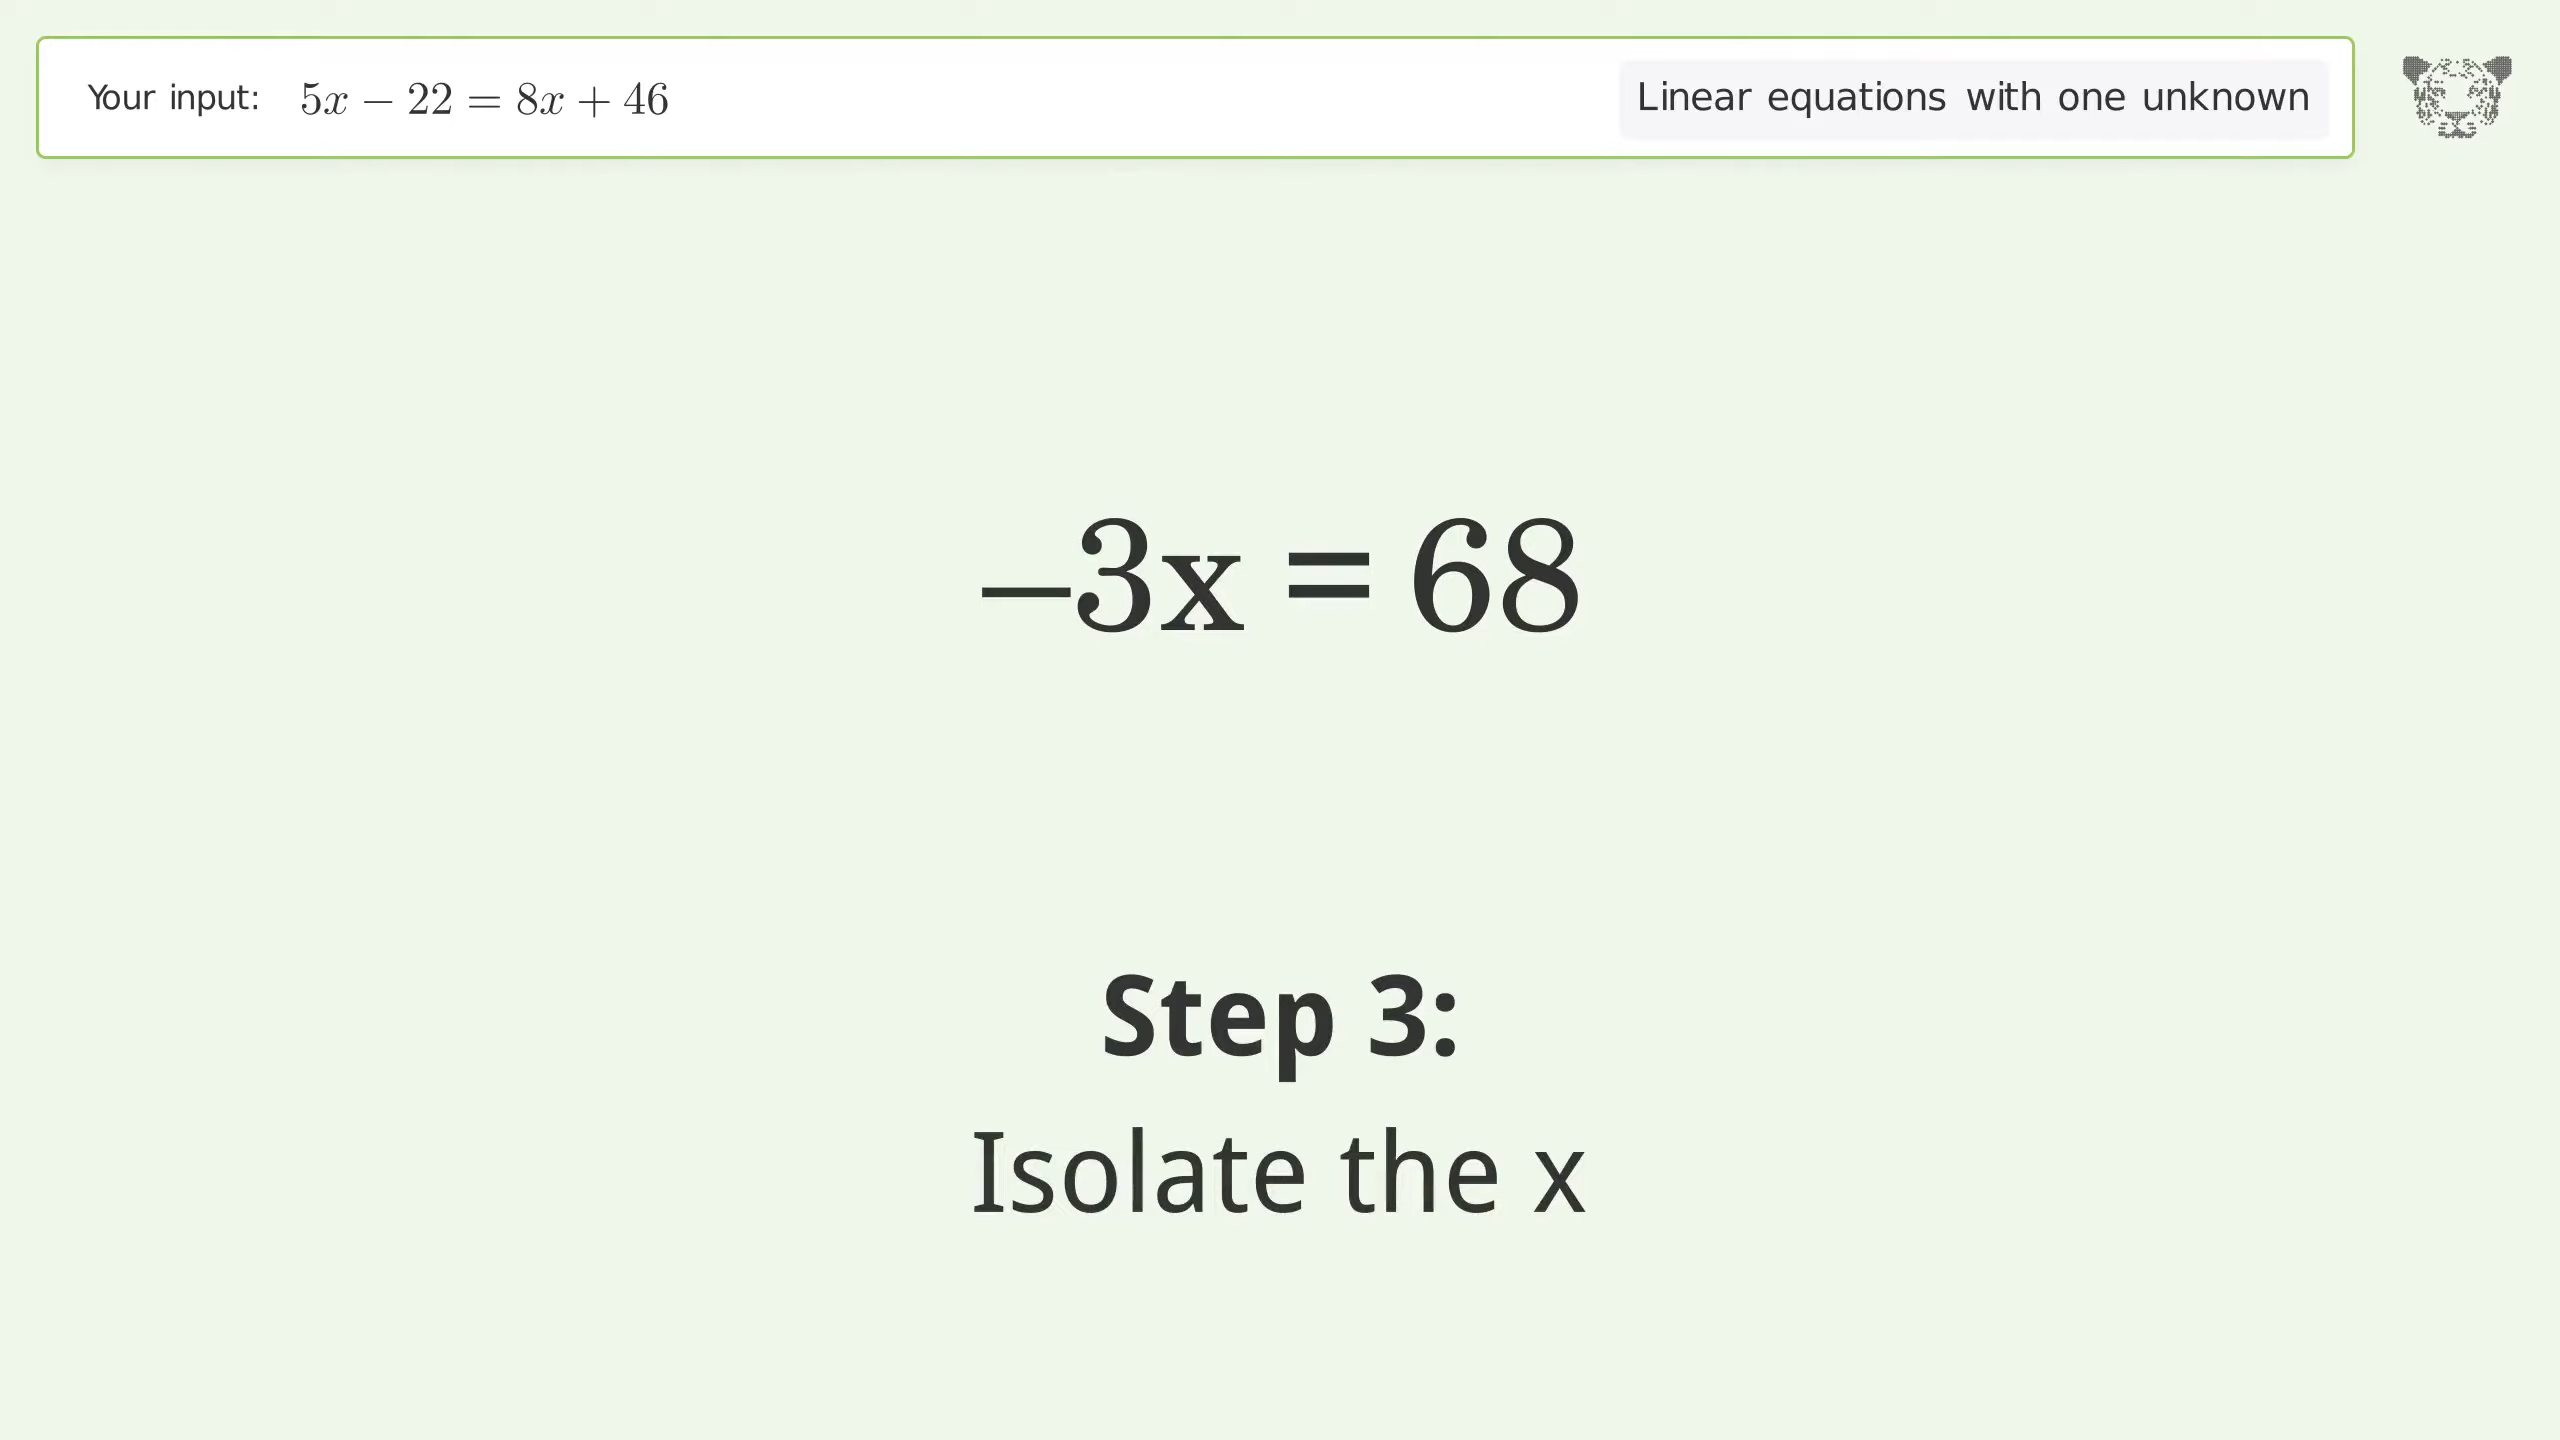 Your input: 5x − 22 = 8x + 46
Linear equations with one unknown
−3x = 68
Step 3:
Isolate the x